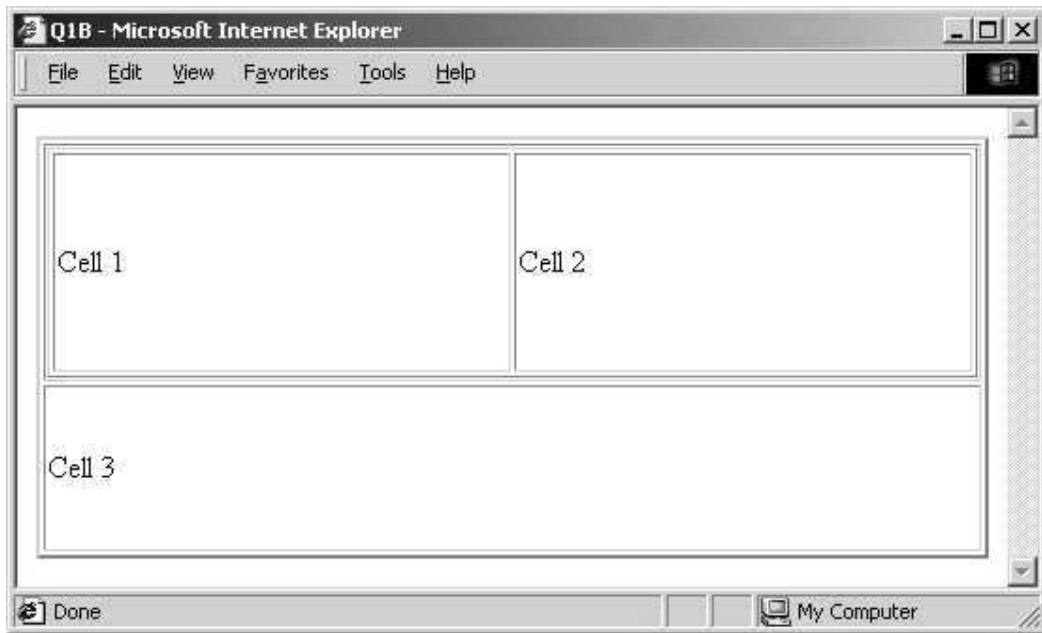 Q1B - Microsoft Internet Explorer
File Edit View Favorites Tools Help
Cell 1 Cell 2
Cell 3
Done My Computer